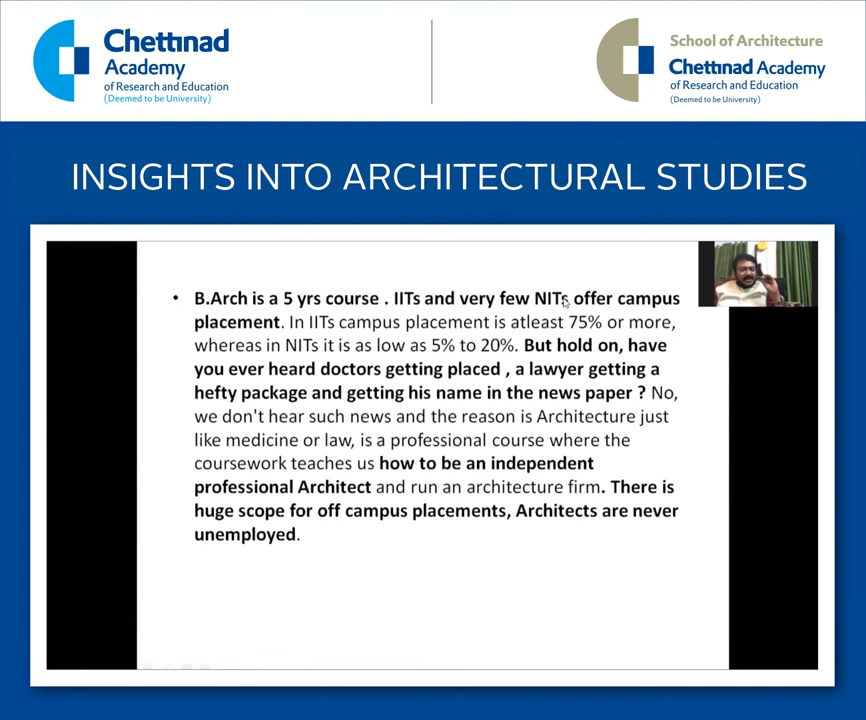 Chettinad
Academy
of Research and Education
(Deemed to be University)
School of Architecture
Chettinad Academy
of Research and Education
(Deemed to be University)
INSIGHTS INTO ARCHITECTURAL STUDIES
• B.Arch is a 5 yrs course . IITs and very few NITs offer campus
placement. In IITs campus placement is atleast 75% or more,
whereas in NITs it is as low as 5% to 20%. But hold on, have
you ever heard doctors getting placed , a lawyer getting a
hefty package and getting his name in the news paper ? No,
we don't hear such news and the reason is Architecture just
like medicine or law, is a professional course where the
coursework teaches us how to be an independent
professional Architect and run an architecture firm. There is
huge scope for off campus placements, Architects are never
unemployed.